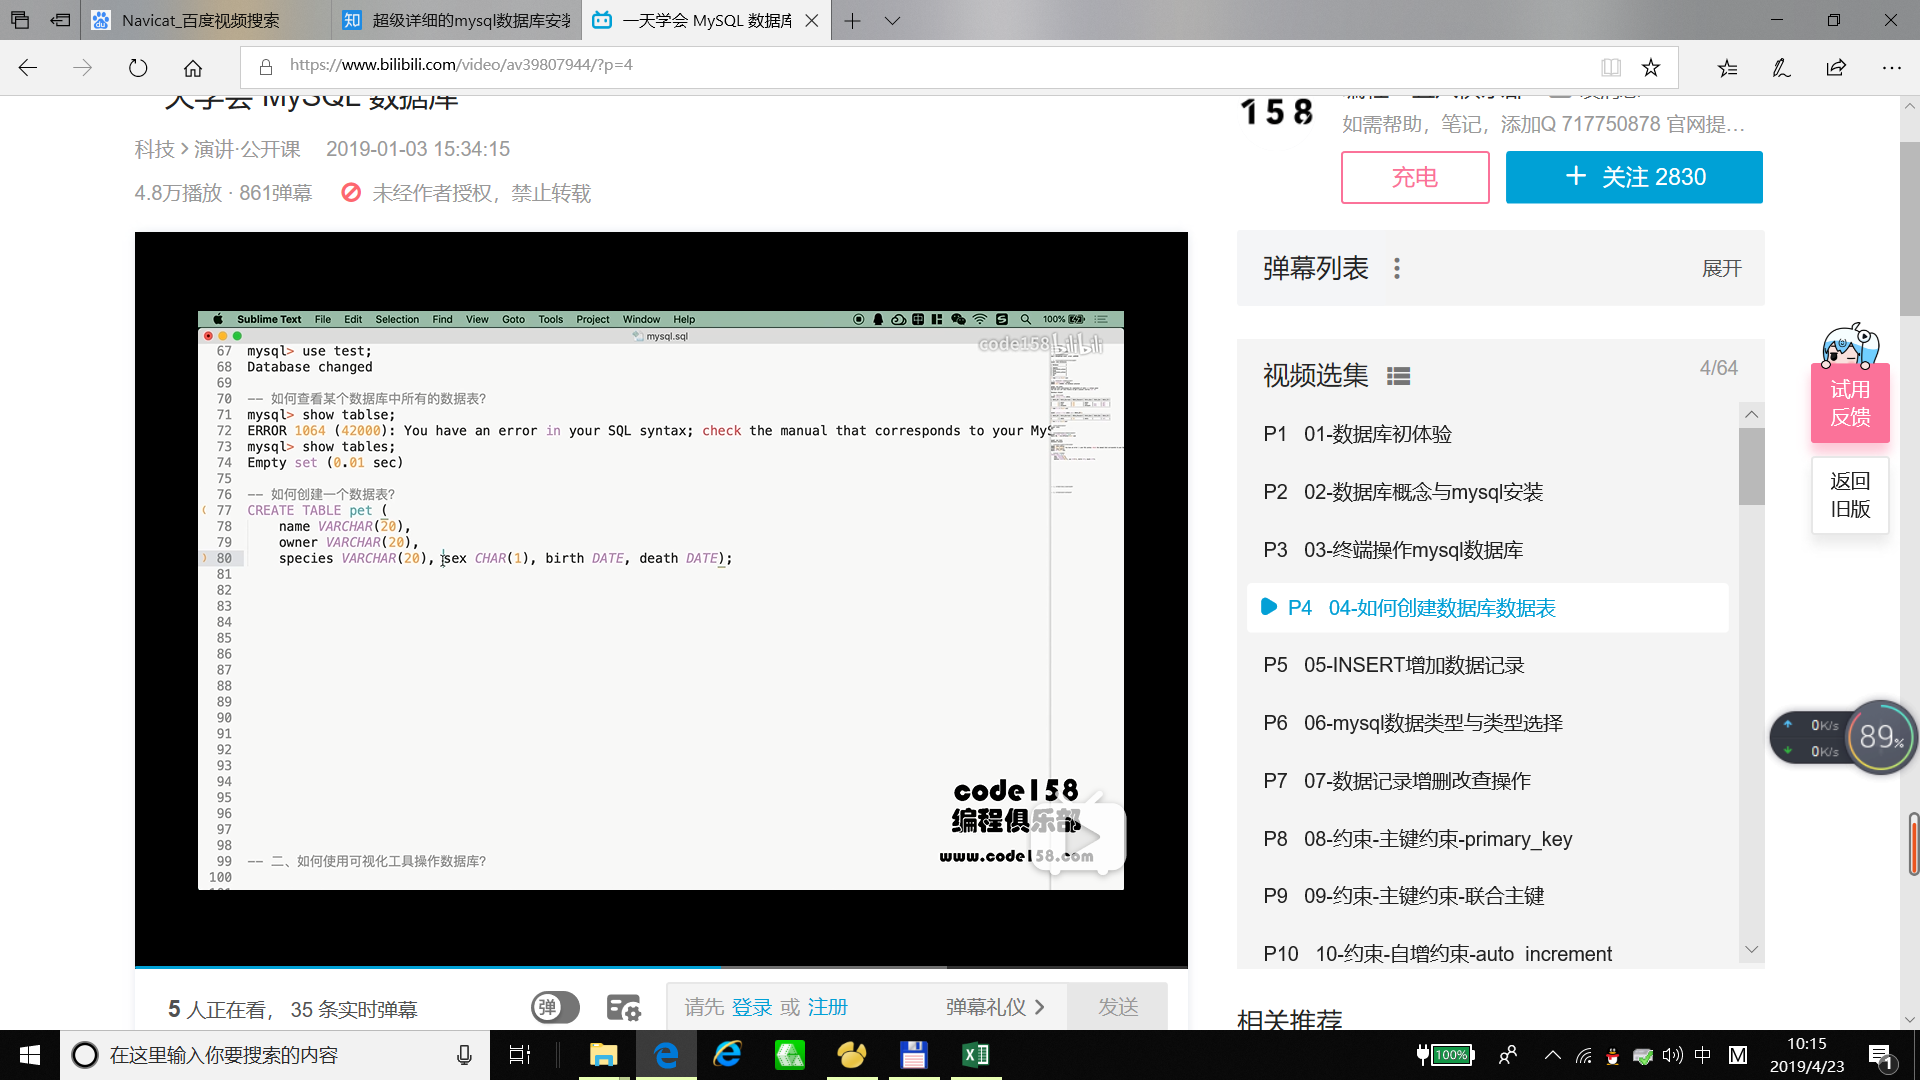 Navicat_百度视频搜索
超级详细的mysql数据库安装
一天学会 MySQL 数据库
https://www.bilibili.com/video/av39807944/?p=4
一天学会 MySQL 数据库
科技 > 演讲·公开课 2019-01-03 15:34:15
4.8万播放 · 861弹幕 未经作者授权，禁止转载
158
如需帮助，笔记，添加Q 717750878 官网提…
充电
+ 关注 2830
弹幕列表
展开
Sublime Text File Edit Selection Find View Goto Tools Project Window Help
100%
mysql.sql
code158 bilibili
67 mysql> use test;
68 Database changed
69
70 -- 如何查看某个数据库中所有的数据表?
71 mysql> show tablse;
72 ERROR 1064 (42000): You have an error in your SQL syntax; check the manual that corresponds to your MyS
73 mysql> show tables;
74 Empty set (0.01 sec)
75
76 -- 如何创建一个数据表?
77 CREATE TABLE pet (
78 name VARCHAR(20),
79 owner VARCHAR(20),
80 species VARCHAR(20), sex CHAR(1), birth DATE, death DATE);
81
82
83
84
85
86
87
88
89
90
91
92
93
94
95
96
97
98
99 -- 二、如何使用可视化工具操作数据库?
100
code158
编程俱乐部
www.code158.com
视频选集
4/64
P1 01-数据库初体验
P2 02-数据库概念与mysql安装
P3 03-终端操作mysql数据库
P4 04-如何创建数据库数据表
P5 05-INSERT增加数据记录
P6 06-mysql数据类型与类型选择
P7 07-数据记录增删改查操作
P8 08-约束-主键约束-primary_key
P9 09-约束-主键约束-联合主键
P10 10-约束-自增约束-auto_increment
试用
反馈
返回
旧版
0K/s
0K/s
89%
5 人正在看， 35 条实时弹幕
弹
请先 登录 或 注册
弹幕礼仪 >
发送
相关推荐
在这里输入你要搜索的内容
100%
中
M
10:15
2019/4/23
1